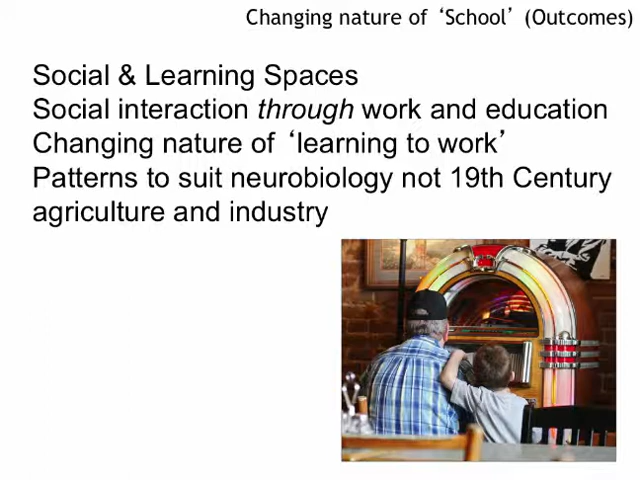 Changing nature of ‘School’ (Outcomes)
Social & Learning Spaces
Social interaction through work and education
Changing nature of ‘learning to work’
Patterns to suit neurobiology not 19th Century
agriculture and industry